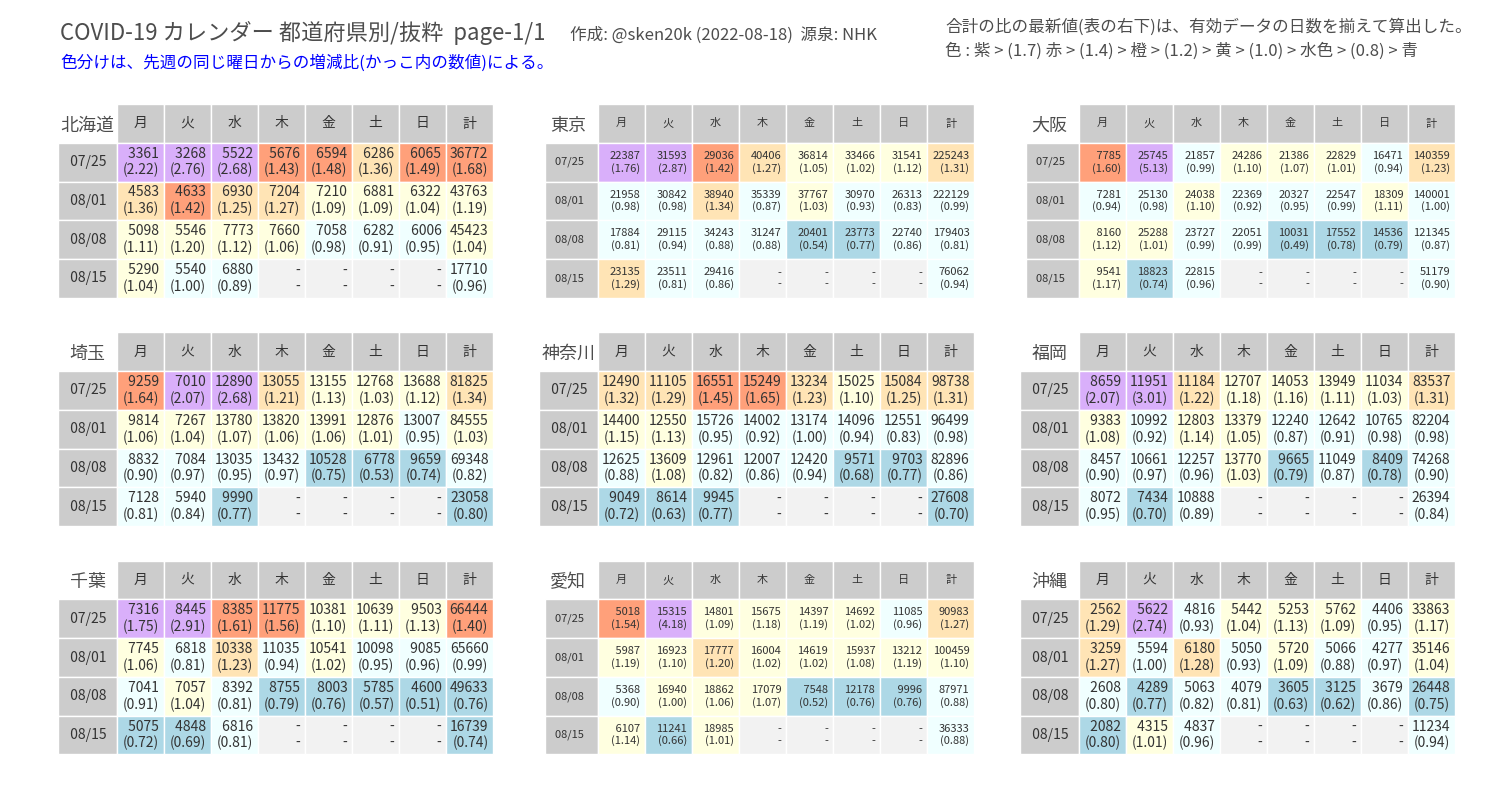 COVID-19 カレンダー 都道府県別/抜粋 page-1/1 作成: @sken20k (2022-08-18) 源泉: NHK
色分けは、先週の同じ曜日からの増減比(かっこ内の数値)による。
合計の比の最新値(表の右下)は、有効データの日数を揃えて算出した。
色 : 紫 > (1.7) 赤 > (1.4) > 橙 > (1.2) > 黄 > (1.0) > 水色 > (0.8) > 青
北海道 月 火 水 木 金 土 日 計
07/25 3361 3268 5522 5676 6594 6286 6065 36772
(2.22) (2.76) (2.68) (1.43) (1.48) (1.36) (1.49) (1.68)
08/01 4583 4633 6930 7204 7210 6881 6322 43763
(1.36) (1.42) (1.25) (1.27) (1.09) (1.09) (1.04) (1.19)
08/08 5098 5546 7773 7660 7058 6282 6006 45423
(1.11) (1.20) (1.12) (1.06) (0.98) (0.91) (0.95) (1.04)
08/15 5290 5540 6880 - - - - 17710
(1.04) (1.00) (0.89) - - - - (0.96)
東京 月 火 水 木 金 土 日 計
07/25 22387 31593 29036 40406 36814 33466 31541 225243
(1.76) (2.87) (1.42) (1.27) (1.05) (1.02) (1.12) (1.31)
08/01 21958 30842 38940 35339 37767 30970 26313 222129
(0.98) (0.98) (1.34) (0.87) (1.03) (0.93) (0.83) (0.99)
08/08 17884 29115 34243 31247 20401 23773 22740 179403
(0.81) (0.94) (0.88) (0.88) (0.54) (0.77) (0.86) (0.81)
08/15 23135 23511 29416 - - - - 76062
(1.29) (0.81) (0.86) - - - - (0.94)
大阪 月 火 水 木 金 土 日 計
07/25 7785 25745 21857 24286 21386 22829 16471 140359
(1.60) (5.13) (0.99) (1.10) (1.07) (1.01) (0.94) (1.23)
08/01 7281 25130 24038 22369 20327 22547 18309 140001
(0.94) (0.98) (1.10) (0.92) (0.95) (0.99) (1.11) (1.00)
08/08 8160 25288 23727 22051 10031 17552 14536 121345
(1.12) (1.01) (0.99) (0.99) (0.49) (0.78) (0.79) (0.87)
08/15 9541 18823 22815 - - - - 51179
(1.17) (0.74) (0.96) - - - - (0.90)
埼玉 月 火 水 木 金 土 日 計
07/25 9259 7010 12890 13055 13155 12768 13688 81825
(1.64) (2.07) (2.68) (1.21) (1.13) (1.03) (1.12) (1.34)
08/01 9814 7267 13780 13820 13991 12876 13007 84555
(1.06) (1.04) (1.07) (1.06) (1.06) (1.01) (0.95) (1.03)
08/08 8832 7084 13035 13432 10528 6778 9659 69348
(0.90) (0.97) (0.95) (0.97) (0.75) (0.53) (0.74) (0.82)
08/15 7128 5940 9990 - - - - 23058
(0.81) (0.84) (0.77) - - - - (0.80)
神奈川 月 火 水 木 金 土 日 計
07/25 12490 11105 16551 15249 13234 15025 15084 98738
(1.32) (1.29) (1.45) (1.65) (1.23) (1.10) (1.25) (1.31)
08/01 14400 12550 15726 14002 13174 14096 12551 96499
(1.15) (1.13) (0.95) (0.92) (1.00) (0.94) (0.83) (0.98)
08/08 12625 13609 12961 12007 12420 9571 9703 82896
(0.88) (1.08) (0.82) (0.86) (0.94) (0.68) (0.77) (0.86)
08/15 9049 8614 9945 - - - - 27608
(0.72) (0.63) (0.77) - - - - (0.70)
福岡 月 火 水 木 金 土 日 計
07/25 8659 11951 11184 12707 14053 13949 11034 83537
(2.07) (3.01) (1.22) (1.18) (1.16) (1.11) (1.03) (1.31)
08/01 9383 10992 12803 13379 12240 12642 10765 82204
(1.08) (0.92) (1.14) (1.05) (0.87) (0.91) (0.98) (0.98)
08/08 8457 10661 12257 13770 9665 11049 8409 74268
(0.90) (0.97) (0.96) (1.03) (0.79) (0.87) (0.78) (0.90)
08/15 8072 7434 10888 - - - - 26394
(0.95) (0.70) (0.89) - - - - (0.84)
千葉 月 火 水 木 金 土 日 計
07/25 7316 8445 8385 11775 10381 10639 9503 66444
(1.75) (2.91) (1.61) (1.56) (1.10) (1.11) (1.13) (1.40)
08/01 7745 6818 10338 11035 10541 10098 9085 65660
(1.06) (0.81) (1.23) (0.94) (1.02) (0.95) (0.96) (0.99)
08/08 7041 7057 8392 8755 8003 5785 4600 49633
(0.91) (1.04) (0.81) (0.79) (0.76) (0.57) (0.51) (0.76)
08/15 5075 4848 6816 - - - - 16739
(0.72) (0.69) (0.81) - - - - (0.74)
愛知 月 火 水 木 金 土 日 計
07/25 5018 15315 14801 15675 14397 14692 11085 90983
(1.54) (4.18) (1.09) (1.18) (1.19) (1.02) (0.96) (1.27)
08/01 5987 16923 17777 16004 14619 15937 13212 100459
(1.19) (1.10) (1.20) (1.02) (1.02) (1.08) (1.19) (1.10)
08/08 5368 16940 18862 17079 7548 12178 9996 87971
(0.90) (1.00) (1.06) (1.07) (0.52) (0.76) (0.76) (0.88)
08/15 6107 11241 18985 - - - - 36333
(1.14) (0.66) (1.01) - - - - (0.88)
沖縄 月 火 水 木 金 土 日 計
07/25 2562 5622 4816 5442 5253 5762 4406 33863
(1.29) (2.74) (0.93) (1.04) (1.13) (1.09) (0.95) (1.17)
08/01 3259 5594 6180 5050 5720 5066 4277 35146
(1.27) (1.00) (1.28) (0.93) (1.09) (0.88) (0.97) (1.04)
08/08 2608 4289 5063 4079 3605 3125 3679 26448
(0.80) (0.77) (0.82) (0.81) (0.63) (0.62) (0.86) (0.75)
08/15 2082 4315 4837 - - - - 11234
(0.80) (1.01) (0.96) - - - - (0.94)